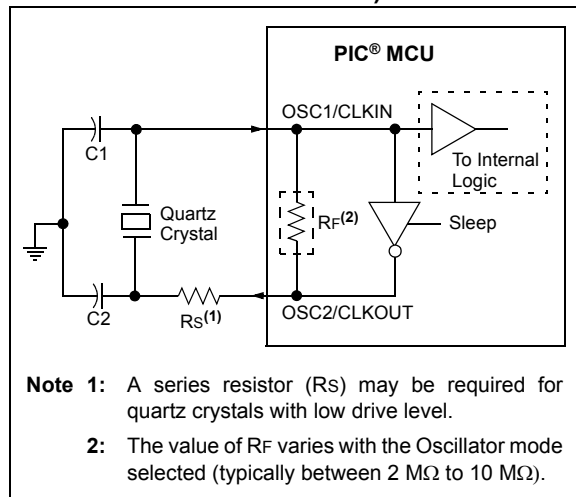 PIC® MCU
OSC1/CLKIN
C1
To Internal
Logic
Quartz
Crystal
RF(2)
Sleep
C2
RS(1)
OSC2/CLKOUT
Note 1: A series resistor (RS) may be required for
quartz crystals with low drive level.
2: The value of RF varies with the Oscillator mode
selected (typically between 2 MΩ to 10 MΩ).